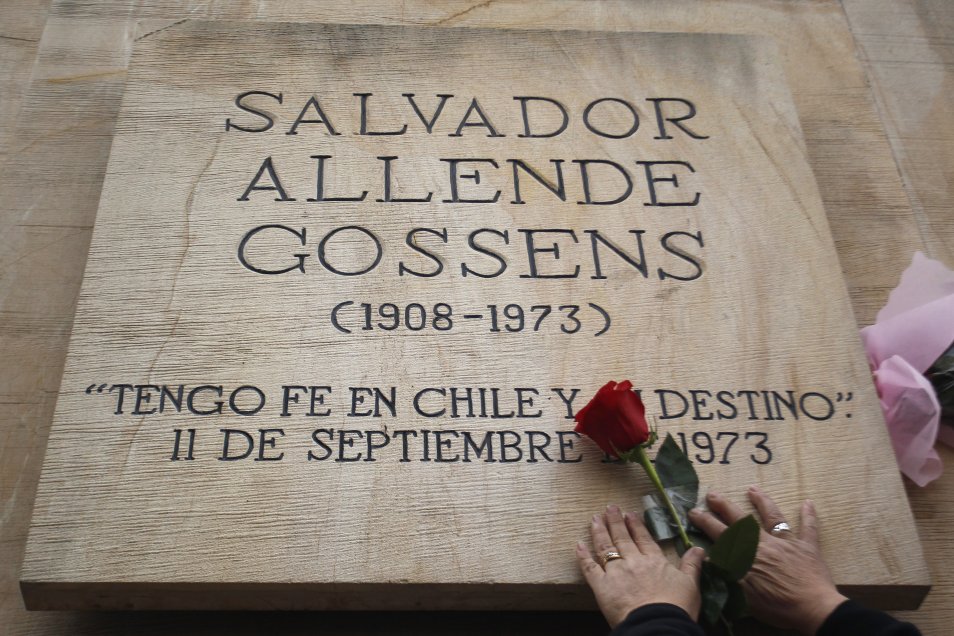 SALVADOR
ALLENDE
GOSSENS
(1908-1973)
“TENGO FE EN CHILE Y DESTINO”.
11 DE SEPTIEMBRE 1973